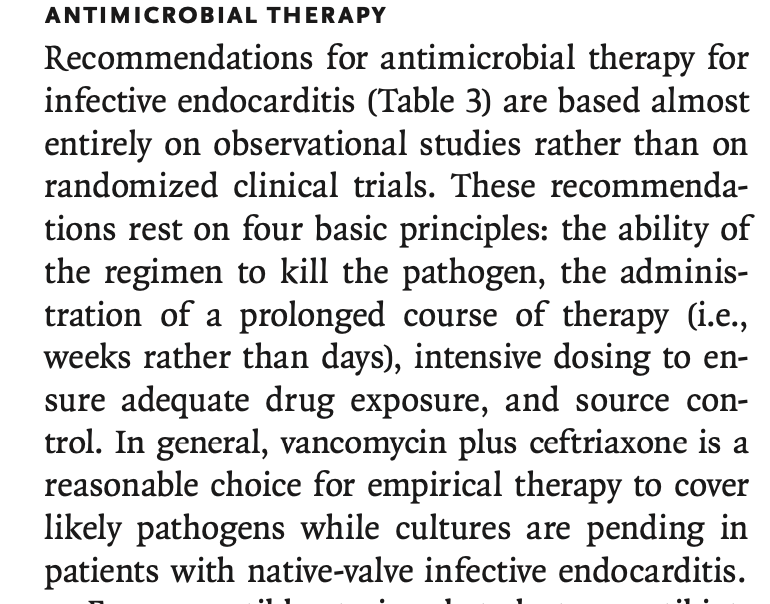 ANTIMICROBIAL THERAPY
Recommendations for antimicrobial therapy for
infective endocarditis (Table 3) are based almost
entirely on observational studies rather than on
randomized clinical trials. These recommenda-
tions rest on four basic principles: the ability of
the regimen to kill the pathogen, the adminis-
tration of a prolonged course of therapy (i.e.,
weeks rather than days), intensive dosing to en-
sure adequate drug exposure, and source con-
trol. In general, vancomycin plus ceftriaxone is a
reasonable choice for empirical therapy to cover
likely pathogens while cultures are pending in
patients with native-valve infective endocarditis.